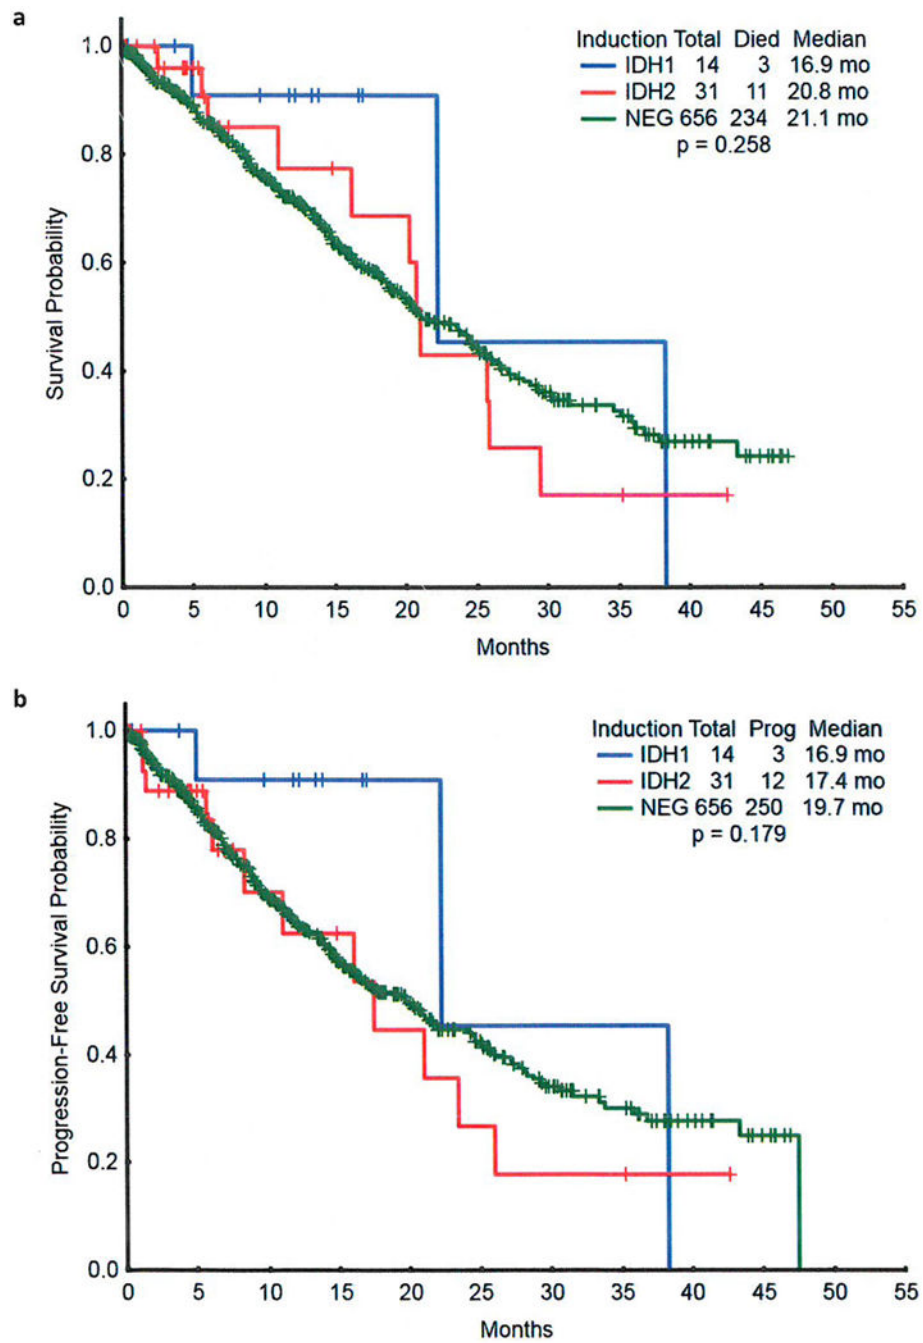 a
Induction Total Died Median
IDH1 14 3 16.9 mo
IDH2 31 11 20.8 mo
NEG 656 234 21.1 mo
p = 0.258
Survival Probability
1.0
0.8
0.6
0.4
0.2
0.0
0 5 10 15 20 25 30 35 40 45 50 55
Months
b
Induction Total Prog Median
IDH1 14 3 16.9 mo
IDH2 31 12 17.4 mo
NEG 656 250 19.7 mo
p = 0.179
Progression-Free Survival Probability
1.0
0.8
0.6
0.4
0.2
0.0
0 5 10 15 20 25 30 35 40 45 50 55
Months